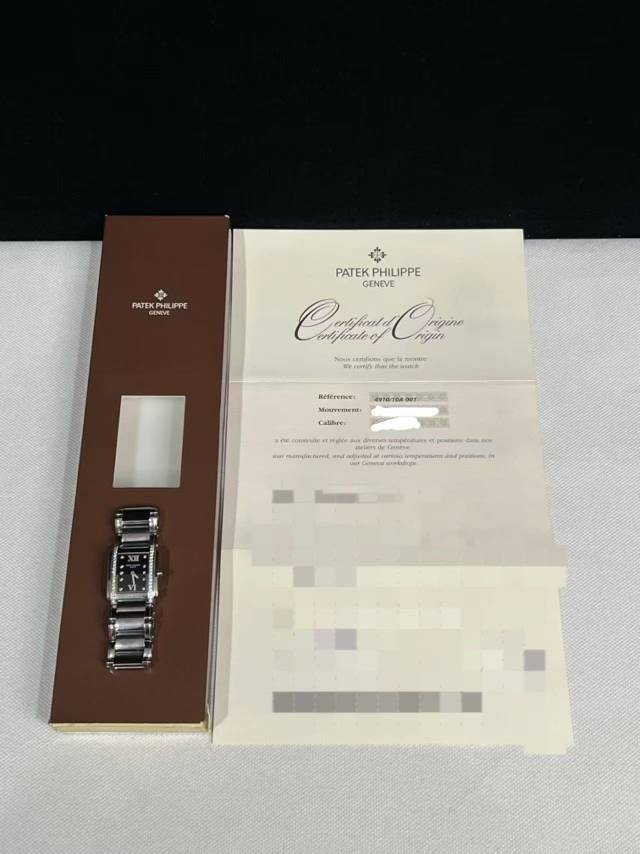 PATEK PHILIPPE
GENEVE
PATEK PHILIPPE
GENEVE
Certificat d'Origine
Certificate of Origin
Nous certifions que la montre
We certify that the watch
Référence: 4910/10A-001
Mouvement:
Calibre:
a été construite et réglée aux diverses températures et positions dans nos
ateliers de Genève.
was manufactured, and adjusted at various temperatures and positions, in
our Geneva workshops.